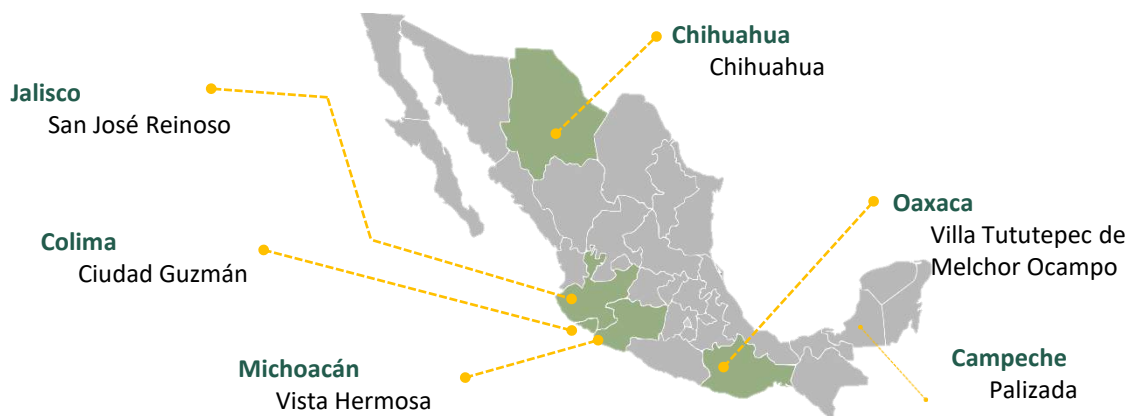 Chihuahua
Chihuahua
Jalisco
San José Reinoso
Oaxaca
Villa Tututepec de
Melchor Ocampo
Colima
Ciudad Guzmán
Michoacán
Vista Hermosa
Campeche
Palizada